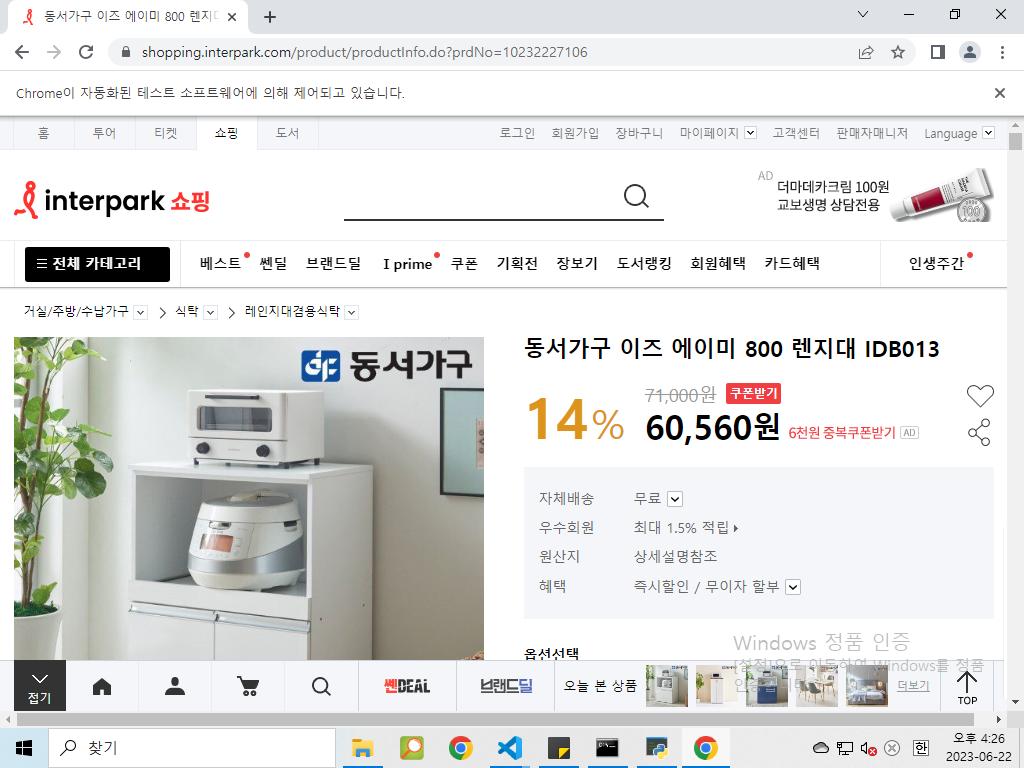 동서가구 이즈 에이미 800 렌지대
shopping.interpark.com/product/productInfo.do?prdNo=10232227106
Chrome이 자동화된 테스트 소프트웨어에 의해 제어되고 있습니다.
홈 투어 티켓 쇼핑 도서 로그인 회원가입 장바구니 마이페이지 고객센터 판매자매니저 Language
interpark 쇼핑
AD 더마데카크림 100원
교보생명 상담전용
전체 카테고리 베스트 쎈딜 브랜드딜 I prime 쿠폰 기획전 장보기 도서랭킹 회원혜택 카드혜택 인생주간
거실/주방/수납가구 > 식탁 > 레인지대겸용식탁
동서가구
동서가구 이즈 에이미 800 렌지대 IDB013
14% 71,000원 쿠폰받기
60,560원 6천원 중복쿠폰받기 AD
자체배송 무료
우수회원 최대 1.5% 적립
원산지 상세설명참조
혜택 즉시할인 / 무이자 할부
옵션선택
Windows 정품 인증
[설정]으로 이동하여 Windows를 정품
접기 쎈DEAL 브랜드딜 오늘 본 상품 더보기 TOP
찾기
한
오후 4:26
2023-06-22